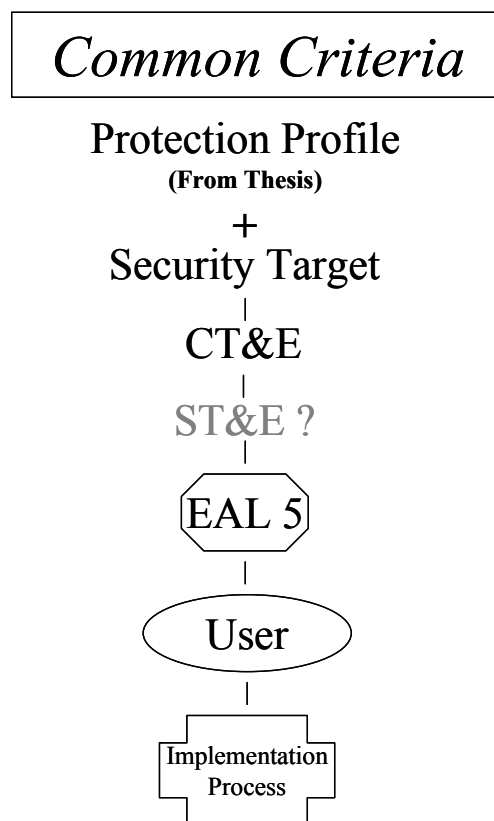 Common Criteria
Protection Profile
(From Thesis)
+
Security Target
CT&E
ST&E ?
EAL 5
User
Implementation
Process